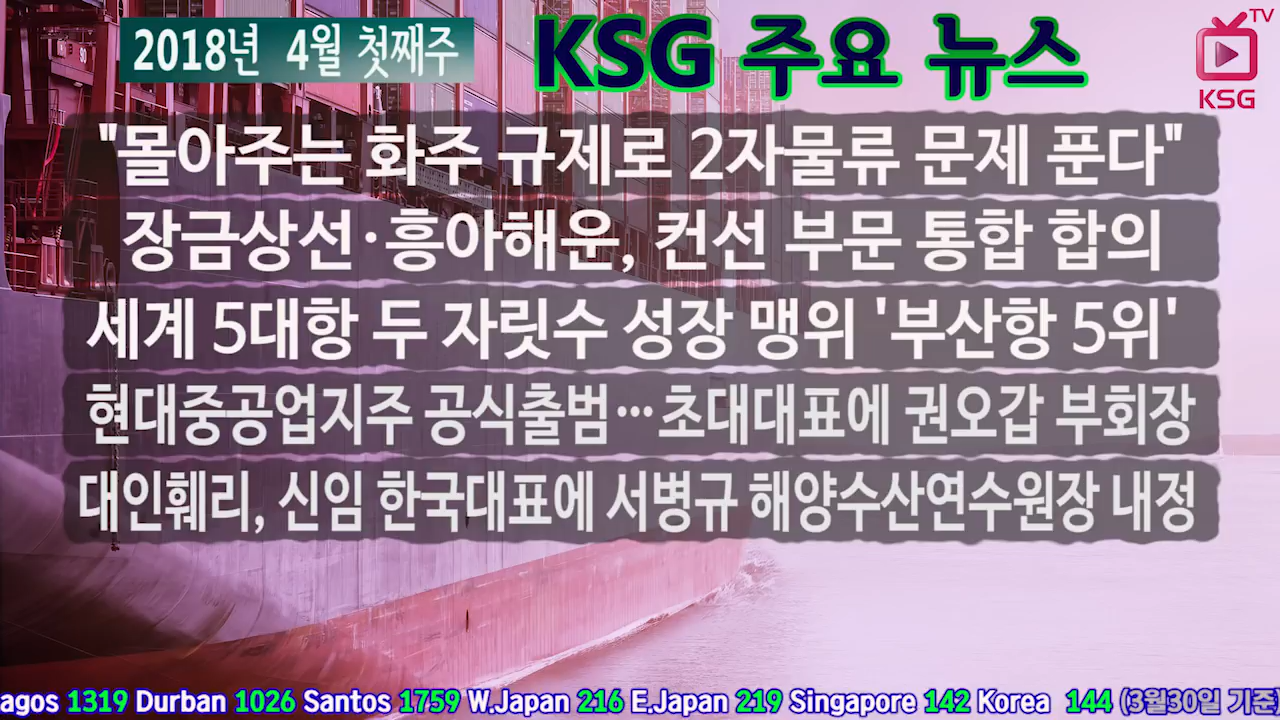 2018년 4월 첫째주
KSG 주요 뉴스
TV
KSG
"몰아주는 화주 규제로 2자물류 문제 푼다"
장금상선·흥아해운, 컨선 부문 통합 합의
세계 5대항 두 자릿수 성장 맹위 '부산항 5위'
현대중공업지주 공식출범…초대대표에 권오갑 부회장
대인훼리, 신임 한국대표에 서병규 해양수산연수원장 내정
agos 1319 Durban 1026 Santos 1759 W.Japan 216 E.Japan 219 Singapore 142 Korea 144 (3월30일 기준)